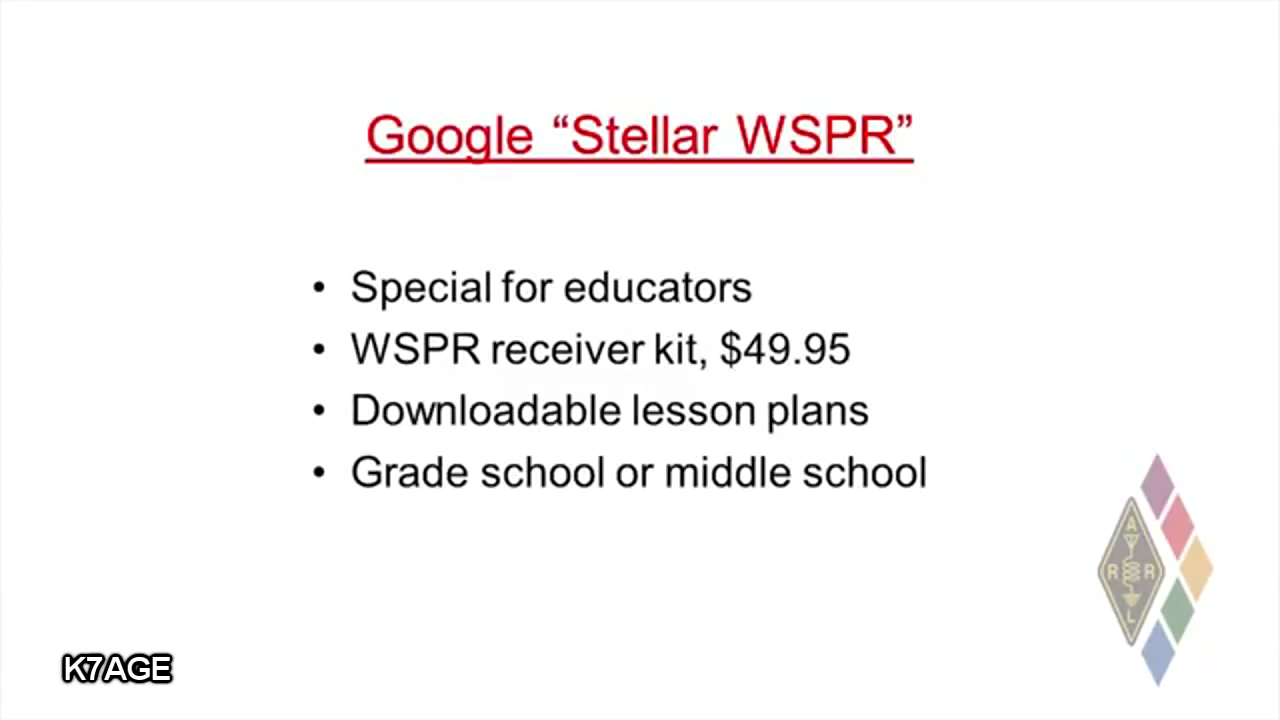 Google “Stellar WSPR”
• Special for educators
• WSPR receiver kit, $49.95
• Downloadable lesson plans
• Grade school or middle school
A
R R
L
K7AGE